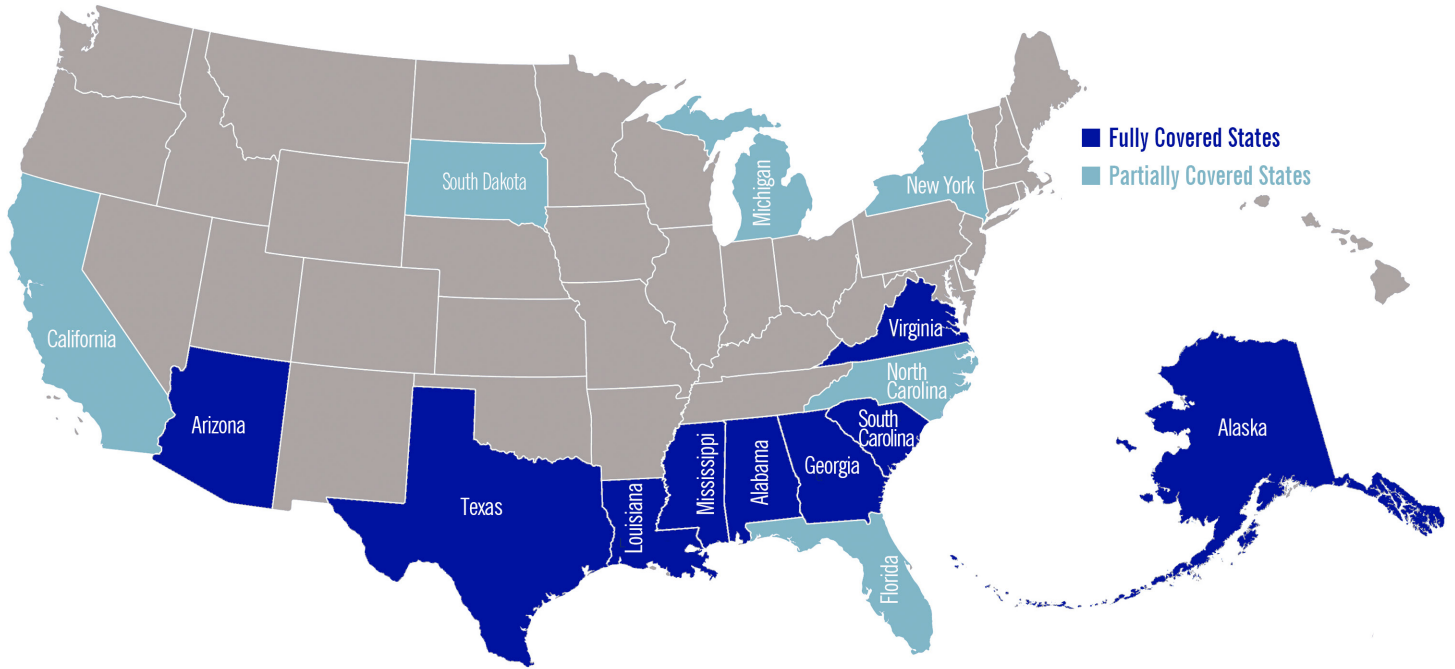 Fully Covered States
Partially Covered States
South Dakota
Michigan
New York
California
Virginia
North
Carolina
Arizona
South
Carolina
Alaska
Texas
Louisiana
Mississippi
Alabama
Georgia
Florida